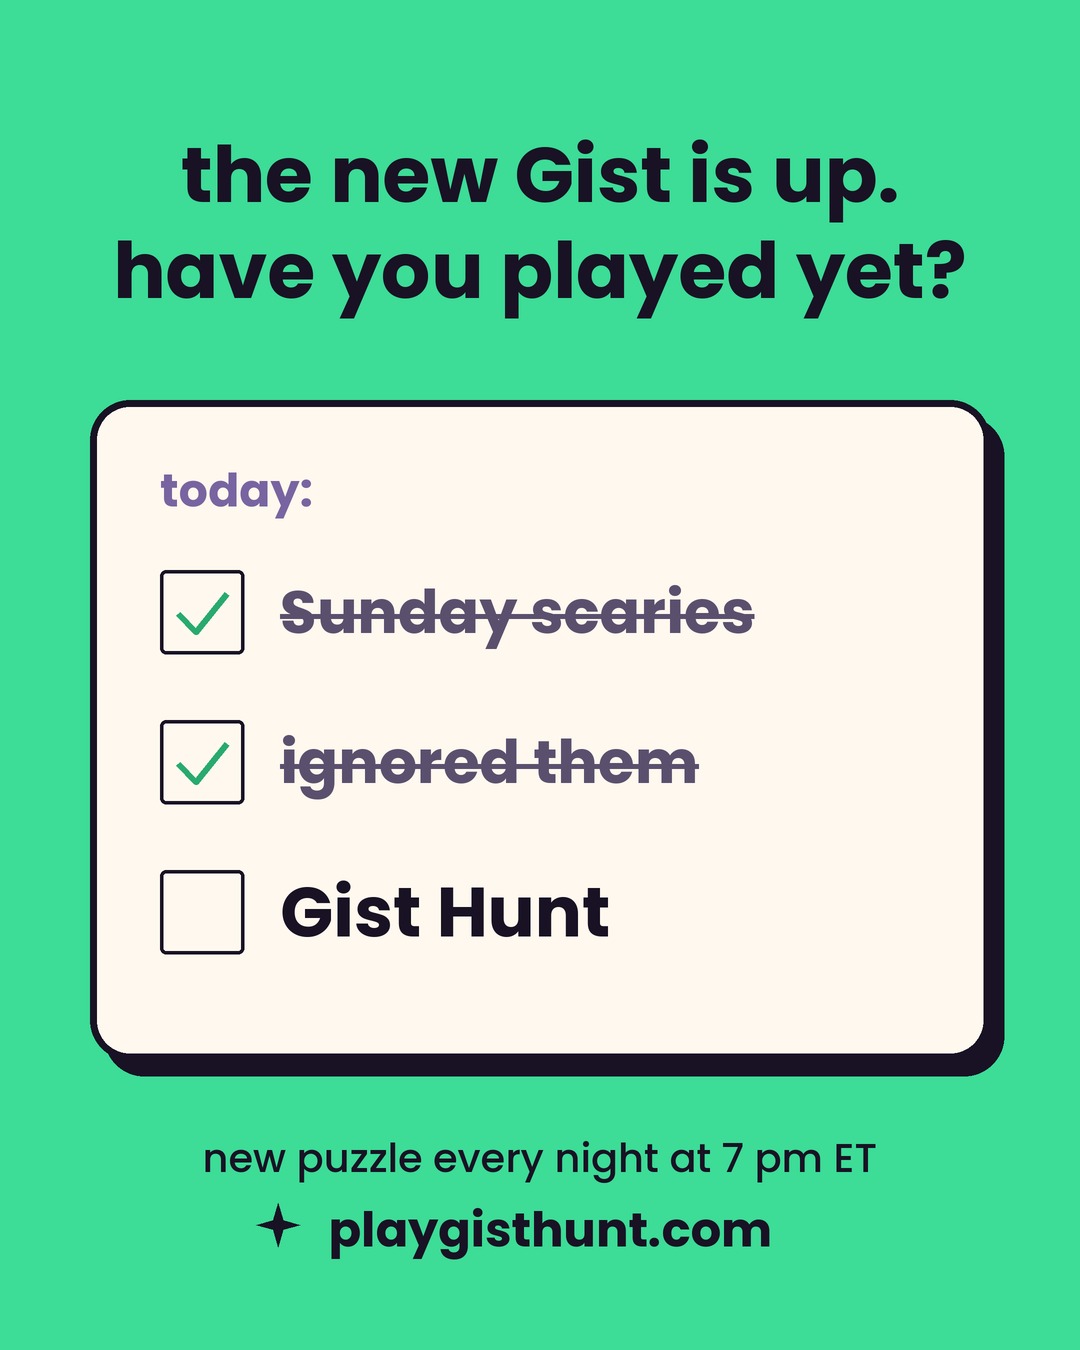 the new Gist is up.
have you played yet?
today:
Sunday scaries
ignored them
Gist Hunt
new puzzle every night at 7 pm ET
playgisthunt.com